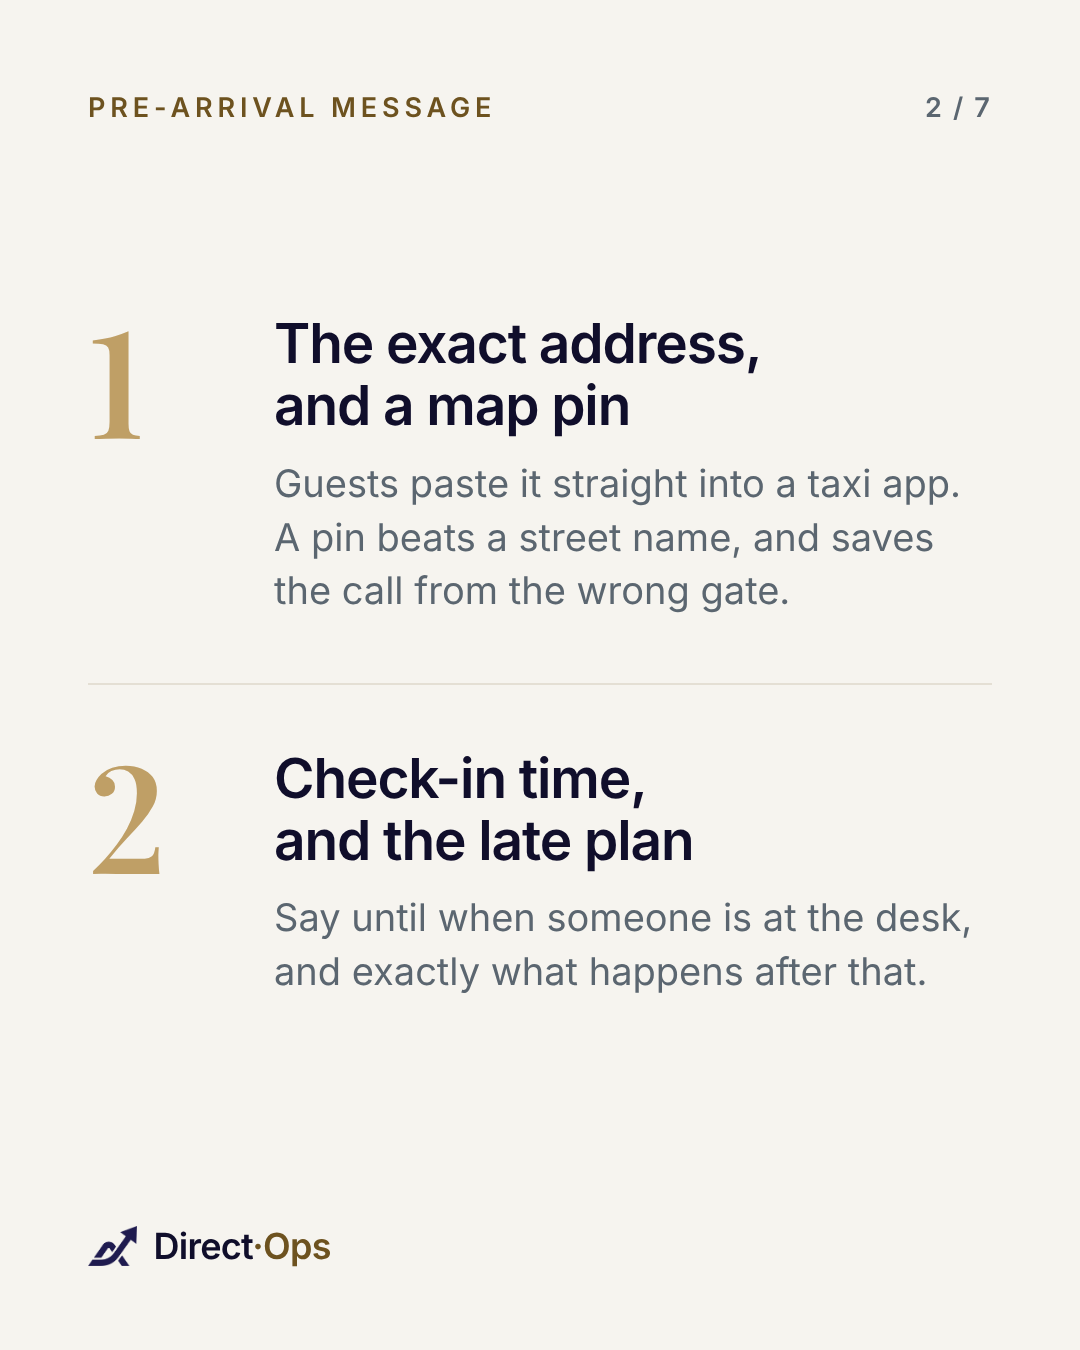 PRE-ARRIVAL MESSAGE
2 / 7
1
The exact address,
and a map pin
Guests paste it straight into a taxi app.
A pin beats a street name, and saves
the call from the wrong gate.
2
Check-in time,
and the late plan
Say until when someone is at the desk,
and exactly what happens after that.
Direct·Ops